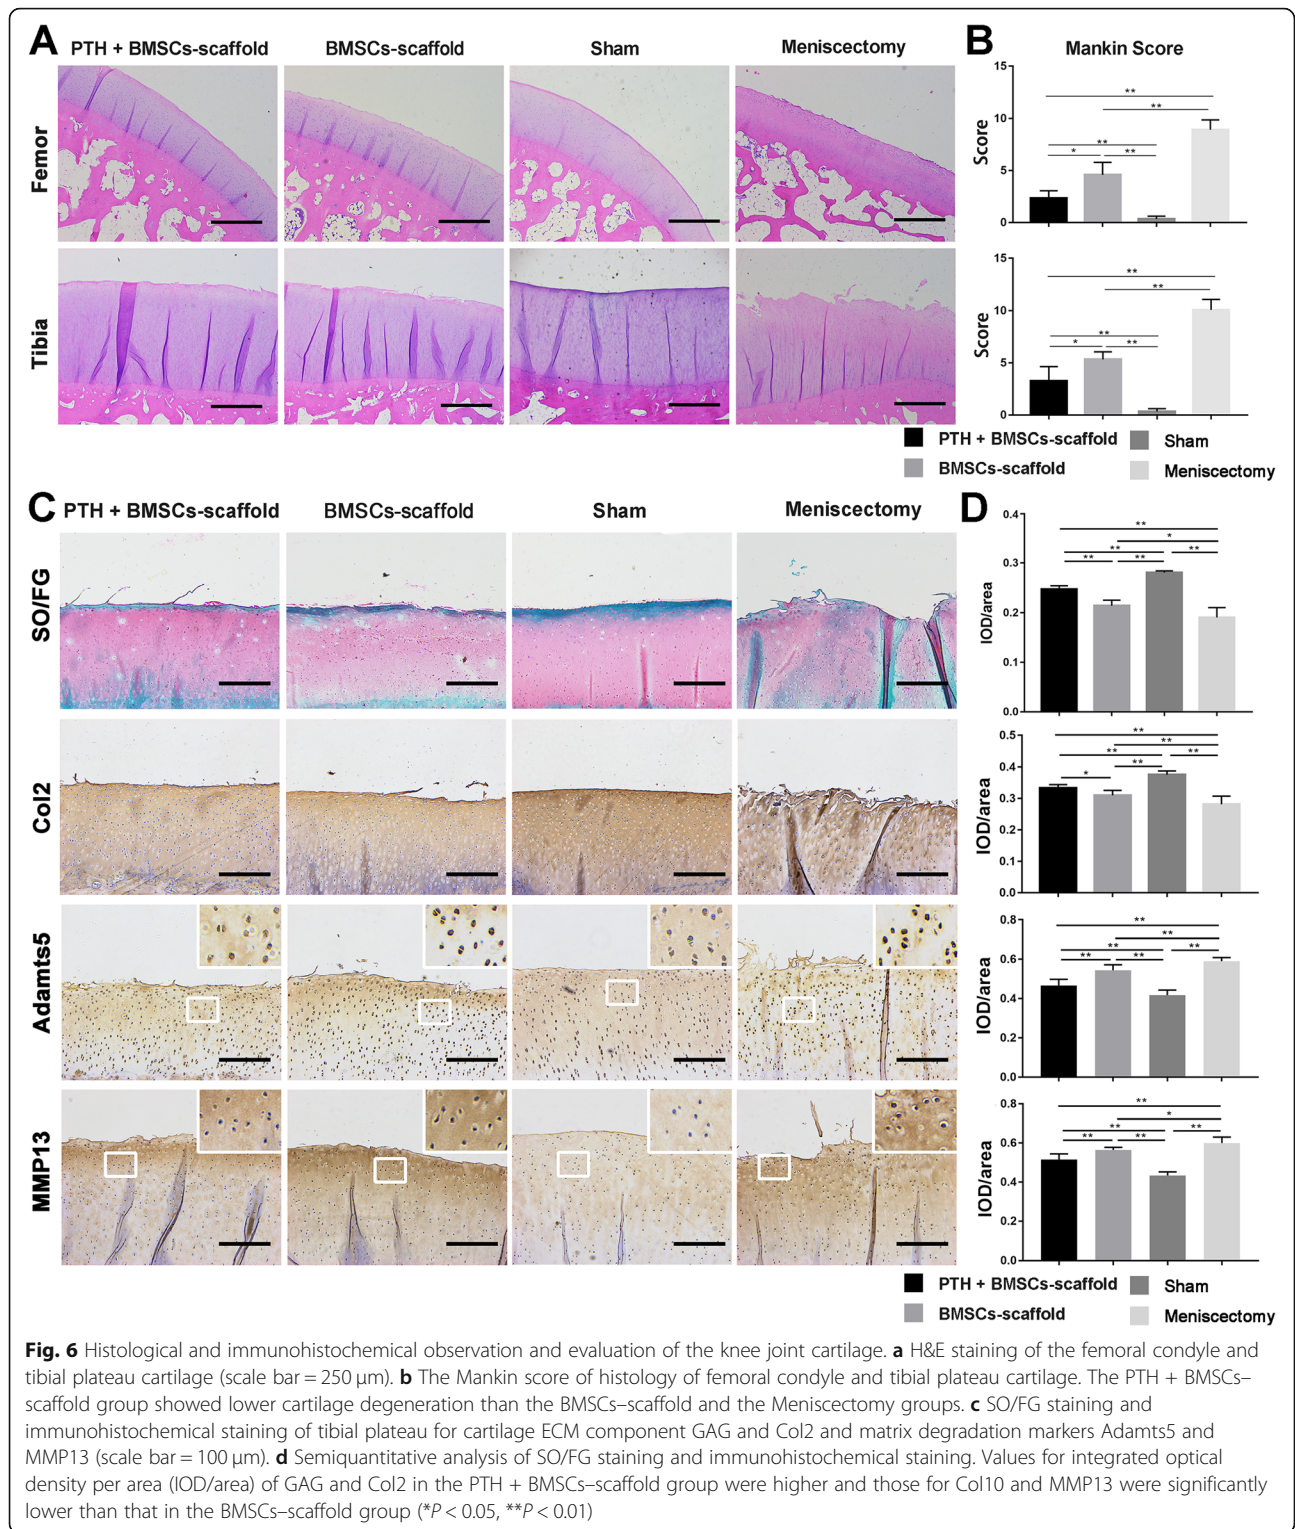 A
PTH + BMSCs-scaffold
BMSCs-scaffold
Sham
Meniscectomy
Femor
Tibia
B
Mankin Score
15
10
5
0
Score
**
**
**
*
**
15
10
5
0
Score
**
**
**
*
**
PTH + BMSCs-scaffold
Sham
BMSCs-scaffold
Meniscectomy
C
PTH + BMSCs-scaffold
BMSCs-scaffold
Sham
Meniscectomy
SO/FG
Col2
Adamts5
MMP13
D
0.4
0.3
0.2
0.1
0.0
IOD/area
**
*
**
**
**
**
0.5
0.4
0.3
0.2
0.1
0.0
IOD/area
**
**
**
**
*
**
0.8
0.6
0.4
0.2
0.0
IOD/area
**
**
**
**
**
**
0.8
0.6
0.4
0.2
0.0
IOD/area
**
*
**
**
**
**
PTH + BMSCs-scaffold
Sham
BMSCs-scaffold
Meniscectomy
Fig. 6 Histological and immunohistochemical observation and evaluation of the knee joint cartilage. a H&E staining of the femoral condyle and
tibial plateau cartilage (scale bar = 250 μm). b The Mankin score of histology of femoral condyle and tibial plateau cartilage. The PTH + BMSCs–
scaffold group showed lower cartilage degeneration than the BMSCs–scaffold and the Meniscectomy groups. c SO/FG staining and
immunohistochemical staining of tibial plateau for cartilage ECM component GAG and Col2 and matrix degradation markers Adamts5 and
MMP13 (scale bar = 100 μm). d Semiquantitative analysis of SO/FG staining and immunohistochemical staining. Values for integrated optical
density per area (IOD/area) of GAG and Col2 in the PTH + BMSCs–scaffold group were higher and those for Col10 and MMP13 were significantly
lower than that in the BMSCs–scaffold group (*P < 0.05, **P < 0.01)